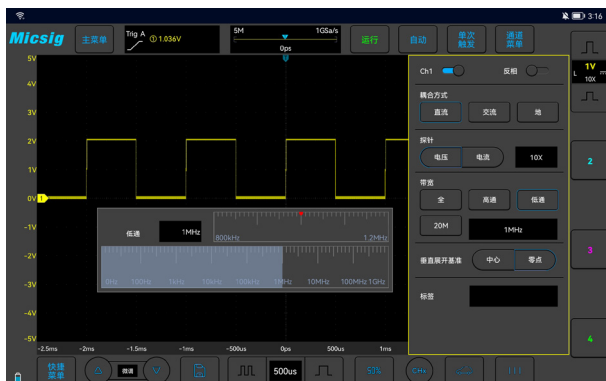 3:16
Micsig
主菜单
Trig A ① 1.036V
5M 1GSa/s
0ps
运行
自动
单次
触发
通道
菜单
5V
4V
3V
2V
1V
0V 1
-1V
-2V
-3V
-4V
-5V
-2.5ms -2ms -1.5ms -1ms -500us 0ps 500us 1ms
低通 1MHz
800kHz 1.2MHz
0Hz 100Hz 1kHz 10kHz 100kHz 1MHz 10MHz 100MHz 1GHz
Ch1 反相
耦合方式
直流 交流 地
探针
电压 电流 10X
带宽
全 高通 低通
20M 1MHz
垂直展开基准 中心 零点
标签
1V
L 10X
2
3
4
快捷
菜单
微调
500us
50%
CHx